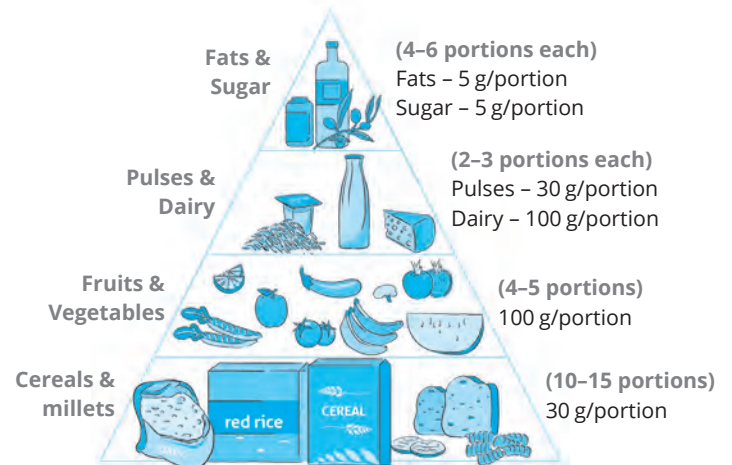 Fats &
Sugar
(4–6 portions each)
Fats – 5 g/portion
Sugar – 5 g/portion
Pulses &
Dairy
(2–3 portions each)
Pulses – 30 g/portion
Dairy – 100 g/portion
Fruits &
Vegetables
(4–5 portions)
100 g/portion
Cereals &
millets
red rice
CEREAL
(10–15 portions)
30 g/portion